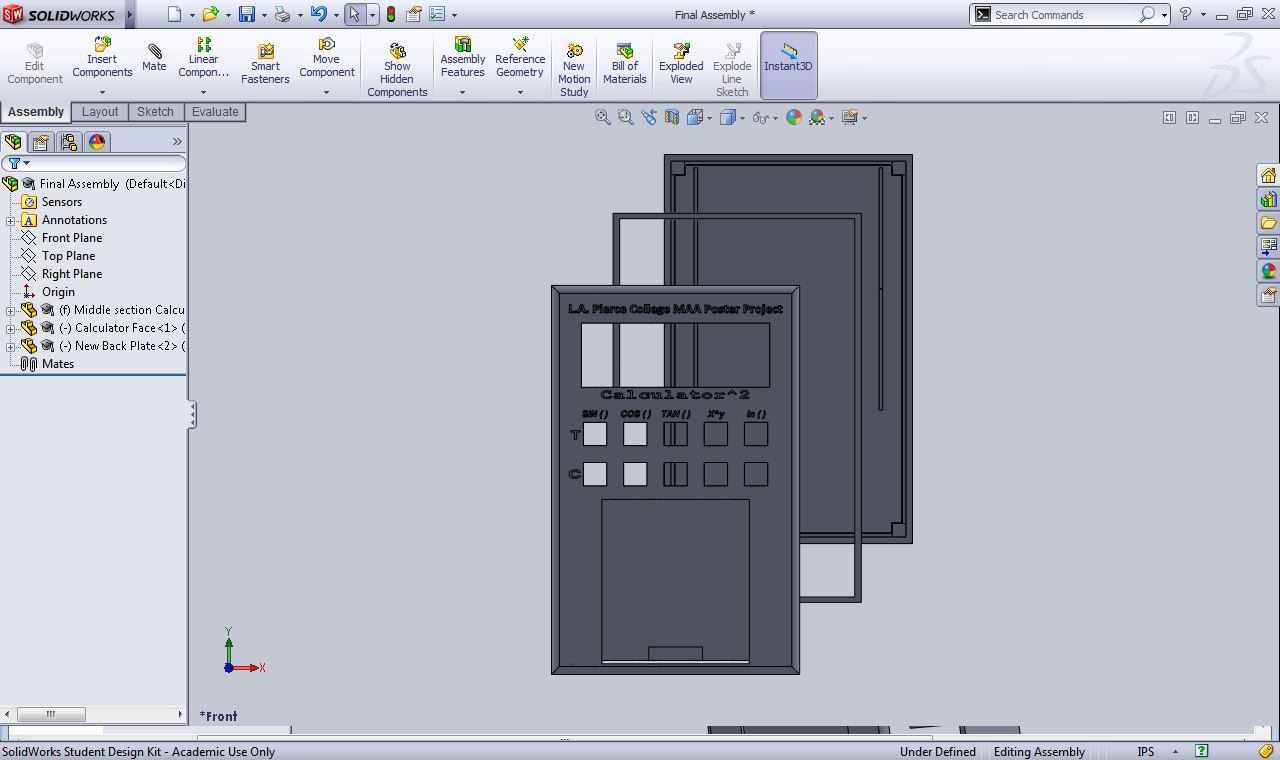 SW SOLIDWORKS
Final Assembly *
Search Commands
Edit Component
Insert Components
Mate
Linear Compon...
Smart Fasteners
Move Component
Show Hidden Components
Assembly Features
Reference Geometry
New Motion Study
Bill of Materials
Exploded View
Explode Line Sketch
Instant3D
Assembly Layout Sketch Evaluate
Final Assembly (Default<Di
Sensors
A Annotations
Front Plane
Top Plane
Right Plane
Origin
(f) Middle section Calcu
(-) Calculator Face<1> (
(-) New Back Plate<2> (
Mates
L.A. Pierce College MAA Poster Project
Calculator^2
SIN () COS () TAN () X^y ln ()
T
C
Y
X
*Front
SolidWorks Student Design Kit - Academic Use Only
Under Defined Editing Assembly IPS